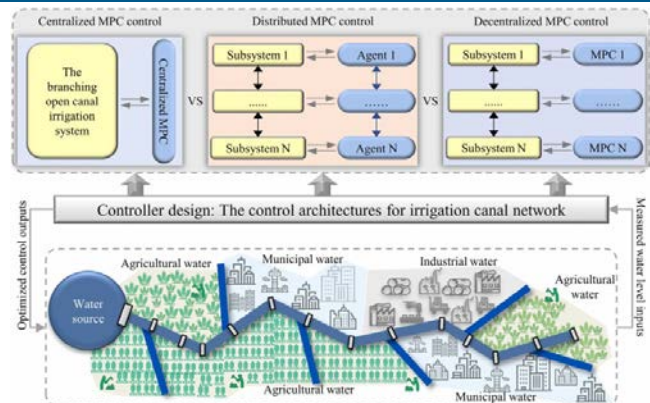 Centralized MPC control
Distributed MPC control
Decentralized MPC control
The
branching
open canal
irrigation
system
Centralized MPC
VS
Subsystem 1
Agent 1
......
......
Subsystem N
Agent N
VS
Subsystem 1
MPC 1
......
......
Subsystem N
MPC N
Controller design: The control architectures for irrigation canal network
Optimized control outputs
Measured water level inputs
Water
source
Agricultural water
Municipal water
Industrial water
Agricultural
water
Agricultural water
Municipal water